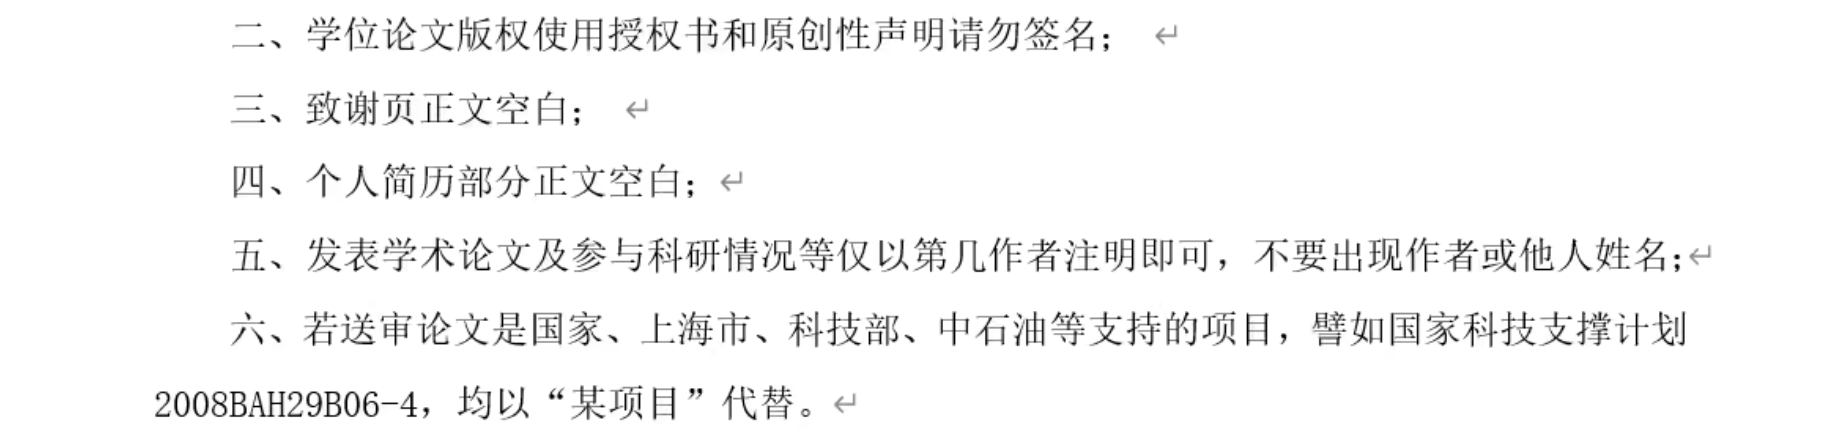 二、学位论文版权使用授权书和原创性声明请勿签名； ↵
三、致谢页正文空白； ↵
四、个人简历部分正文空白；↵
五、发表学术论文及参与科研情况等仅以第几作者注明即可，不要出现作者或他人姓名；↵
六、若送审论文是国家、上海市、科技部、中石油等支持的项目，譬如国家科技支撑计划
2008BAH29B06-4，均以“某项目”代替。↵